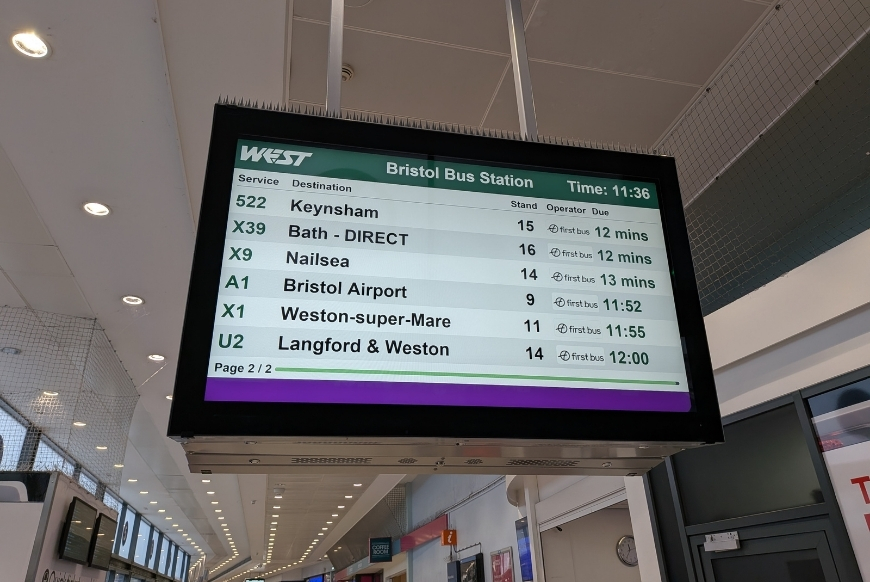 WEST Bristol Bus Station Time: 11:36
Service Destination Stand Operator Due
522 Keynsham 15 first bus 12 mins
X39 Bath - DIRECT 16 first bus 12 mins
X9 Nailsea 14 first bus 13 mins
A1 Bristol Airport 9 first bus 11:52
X1 Weston-super-Mare 11 first bus 11:55
U2 Langford & Weston 14 first bus 12:00
Page 2 / 2
i